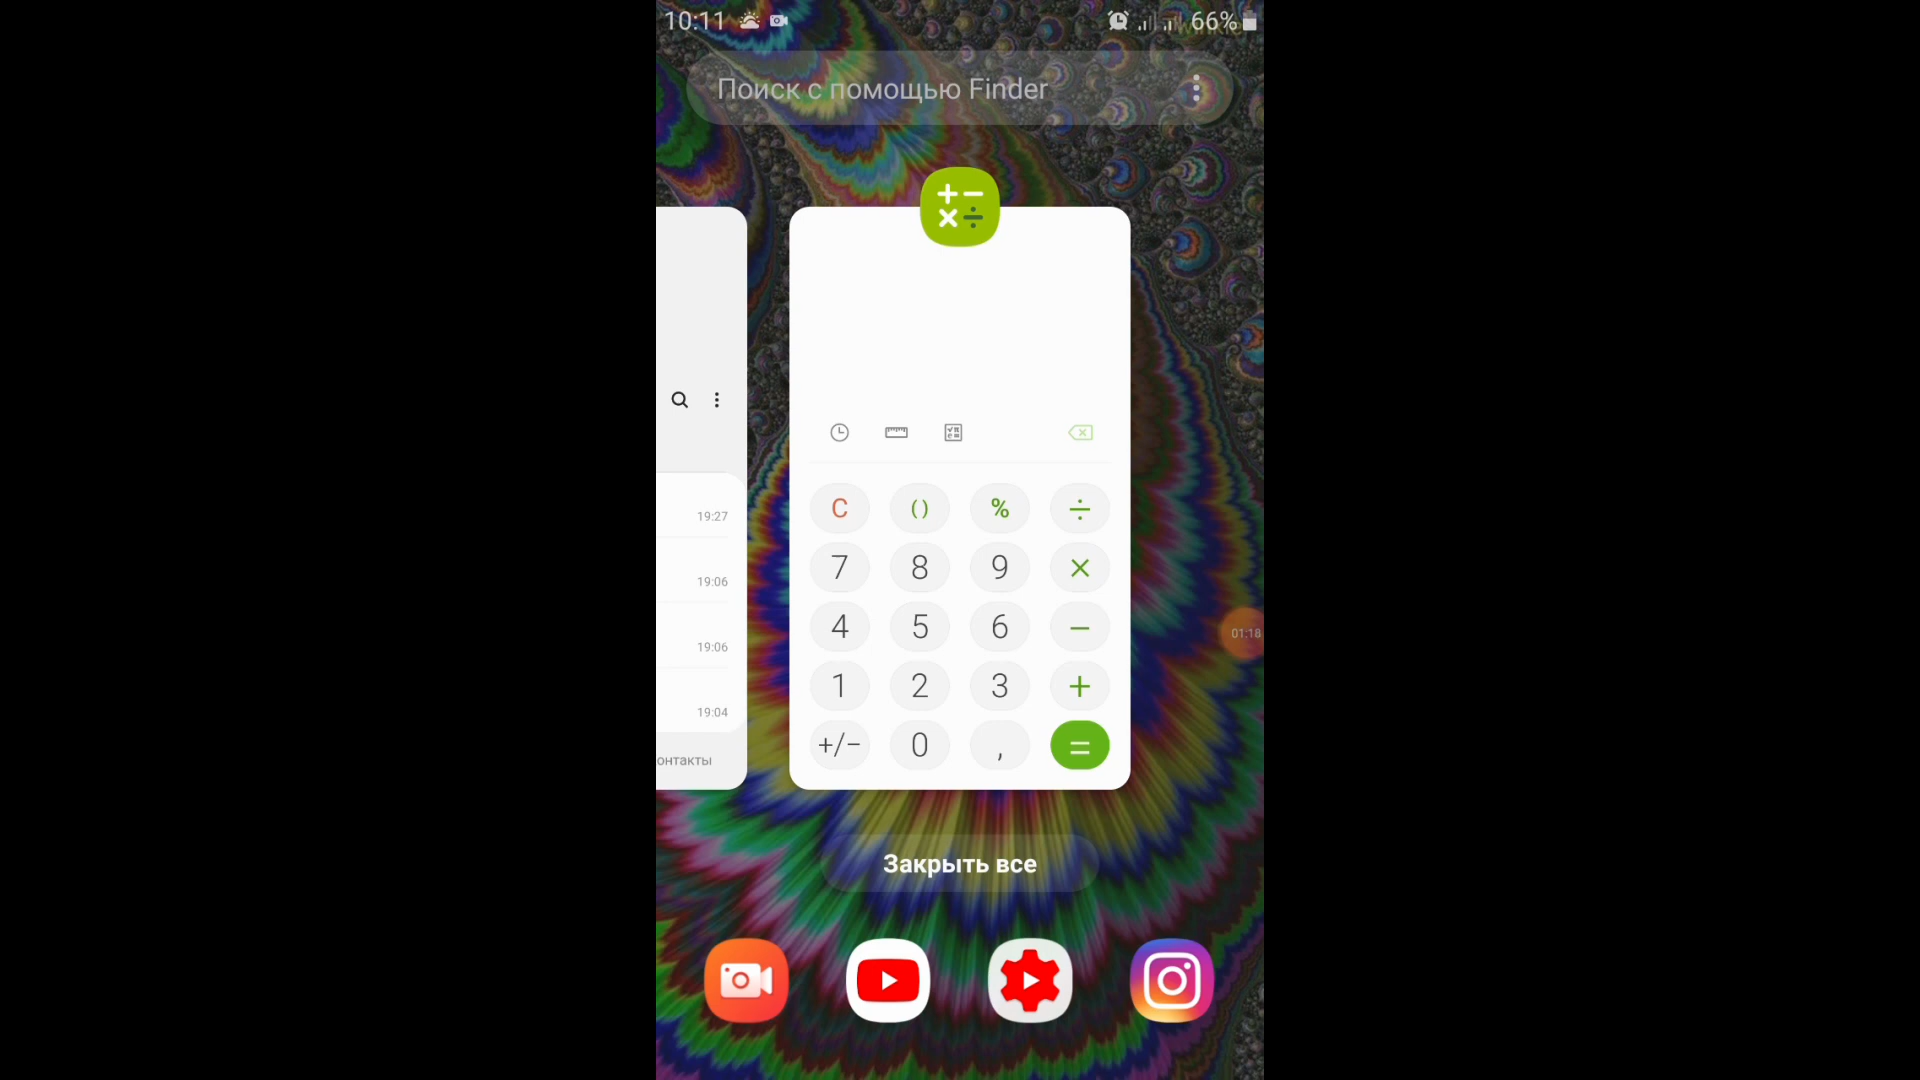 10:11 66%
Поиск с помощью Finder
19:27
19:06
19:06
19:04
онтакты
C () % ÷
7 8 9 ×
4 5 6 −
1 2 3 +
+/− 0 , =
01:18
Закрыть все